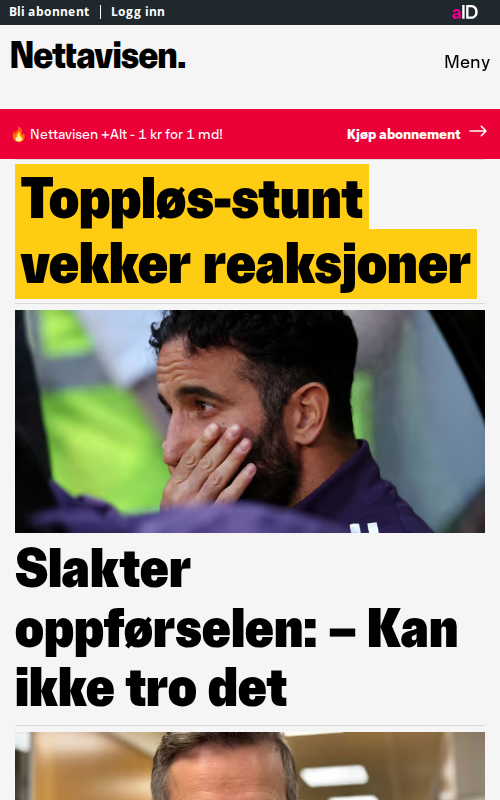 Bli abonnent | Logg inn
aID
Nettavisen.
Meny
🔥 Nettavisen +Alt - 1 kr for 1 md!
Kjøp abonnement →
Toppløs-stunt
vekker reaksjoner
Slakter
oppførselen: – Kan
ikke tro det